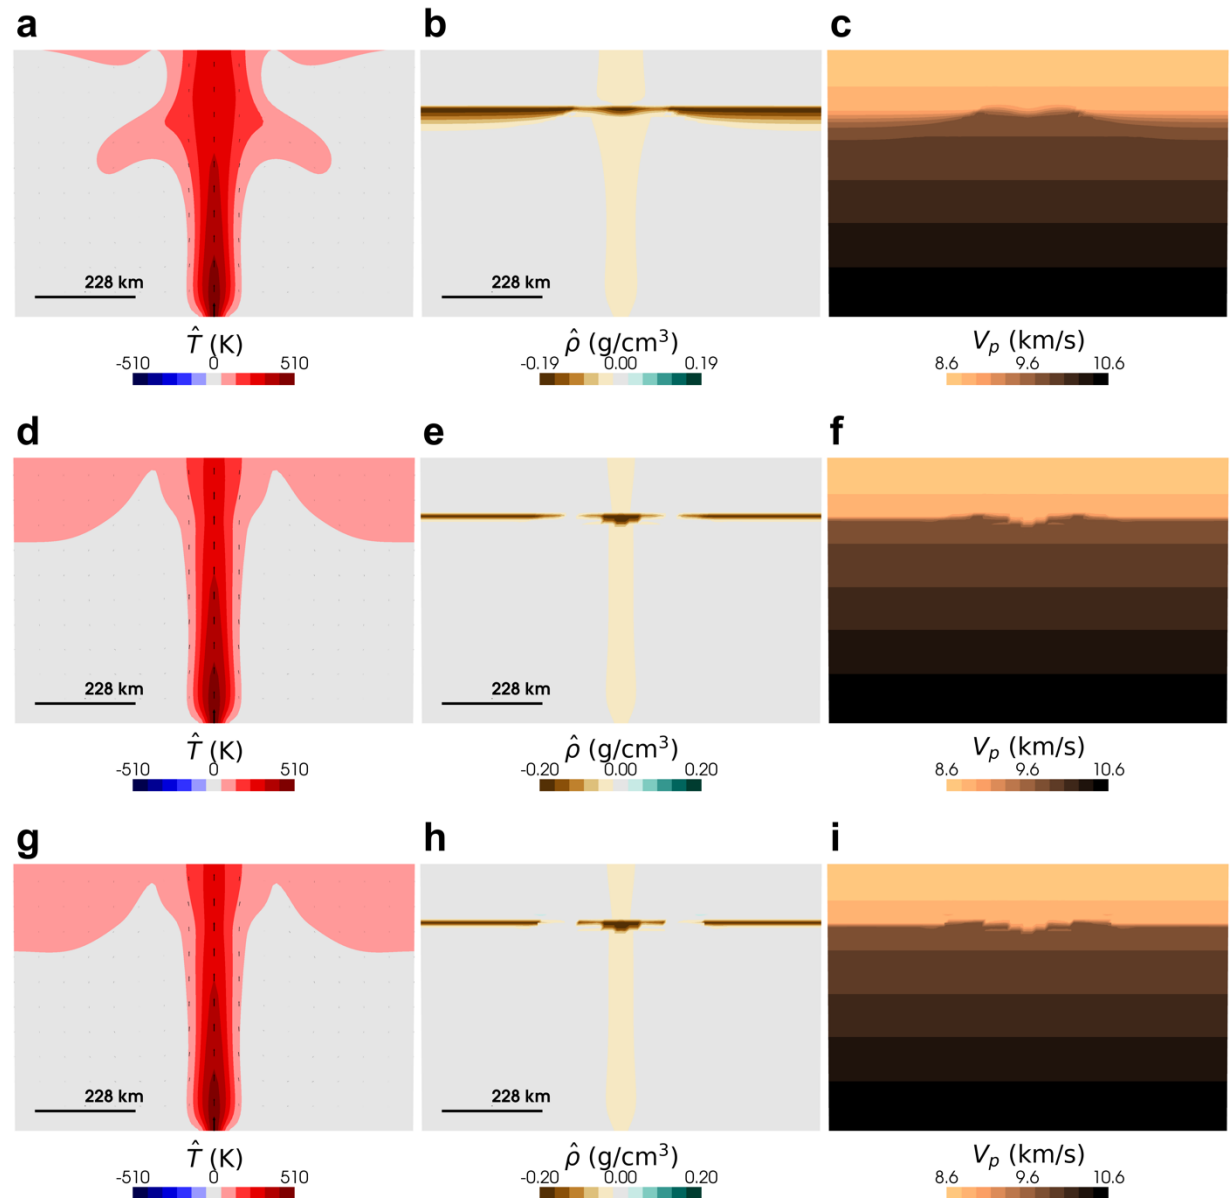 a b c
228 km 228 km
T̂ (K) ρ̂ (g/cm³) Vₚ (km/s)
-510 0 510 -0.19 0.00 0.19 8.6 9.6 10.6
d e f
228 km 228 km
T̂ (K) ρ̂ (g/cm³) Vₚ (km/s)
-510 0 510 -0.20 0.00 0.20 8.6 9.6 10.6
g h i
228 km 228 km
T̂ (K) ρ̂ (g/cm³) Vₚ (km/s)
-510 0 510 -0.20 0.00 0.20 8.6 9.6 10.6